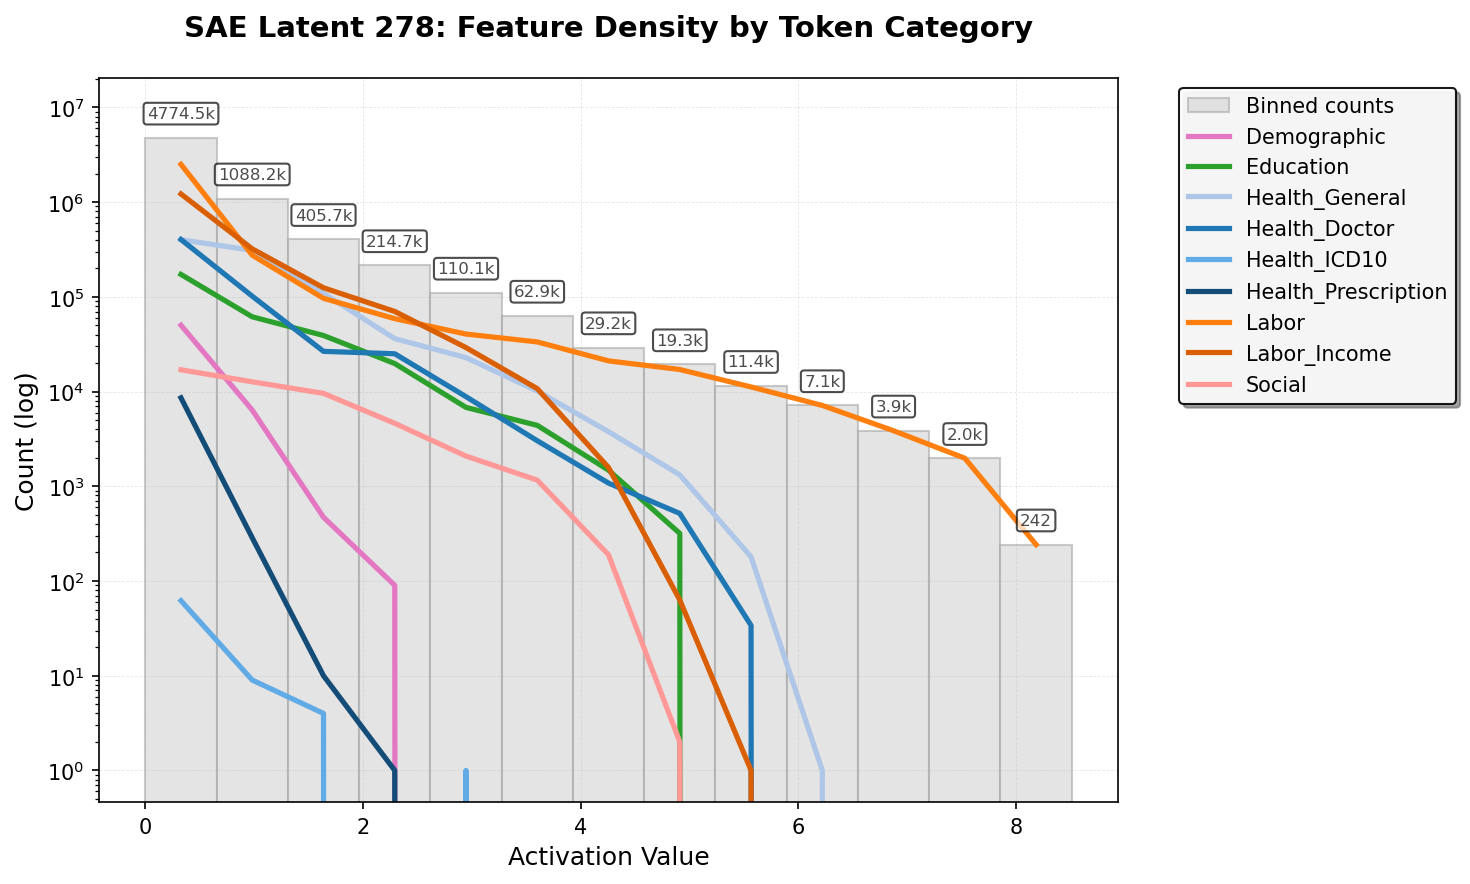 SAE Latent 278: Feature Density by Token Category
Count (log)
10⁷
10⁶
10⁵
10⁴
10³
10²
10¹
10⁰
4774.5k
1088.2k
405.7k
214.7k
110.1k
62.9k
29.2k
19.3k
11.4k
7.1k
3.9k
2.0k
242
0 2 4 6 8
Activation Value
Binned counts
Demographic
Education
Health_General
Health_Doctor
Health_ICD10
Health_Prescription
Labor
Labor_Income
Social